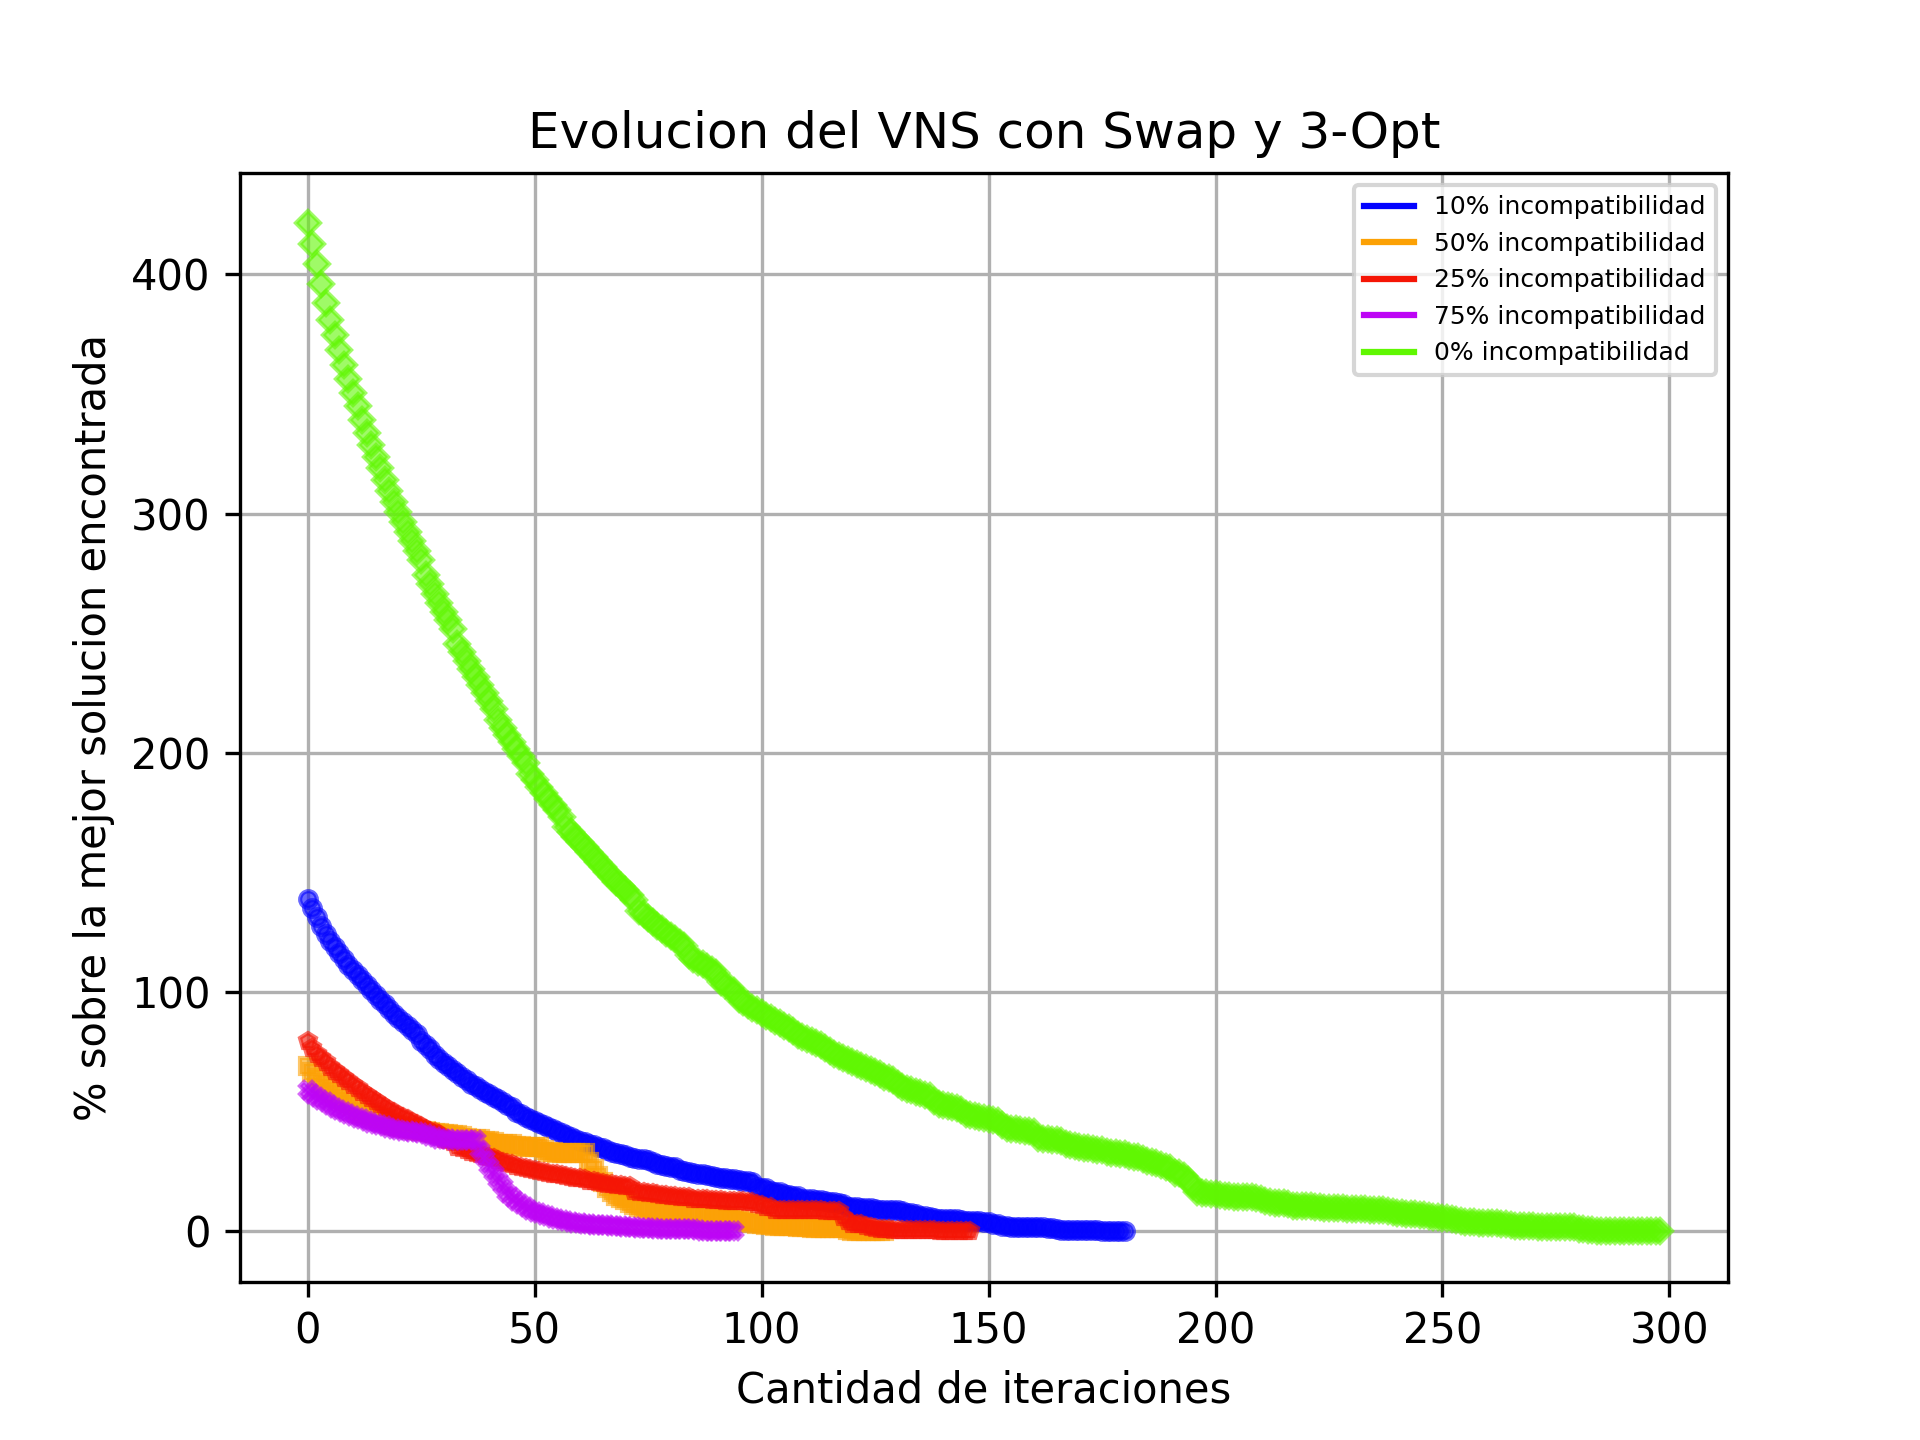 Evolucion del VNS con Swap y 3-Opt
10% incompatibilidad
50% incompatibilidad
25% incompatibilidad
75% incompatibilidad
0% incompatibilidad
% sobre la mejor solucion encontrada
400
300
200
100
0
0 50 100 150 200 250 300
Cantidad de iteraciones